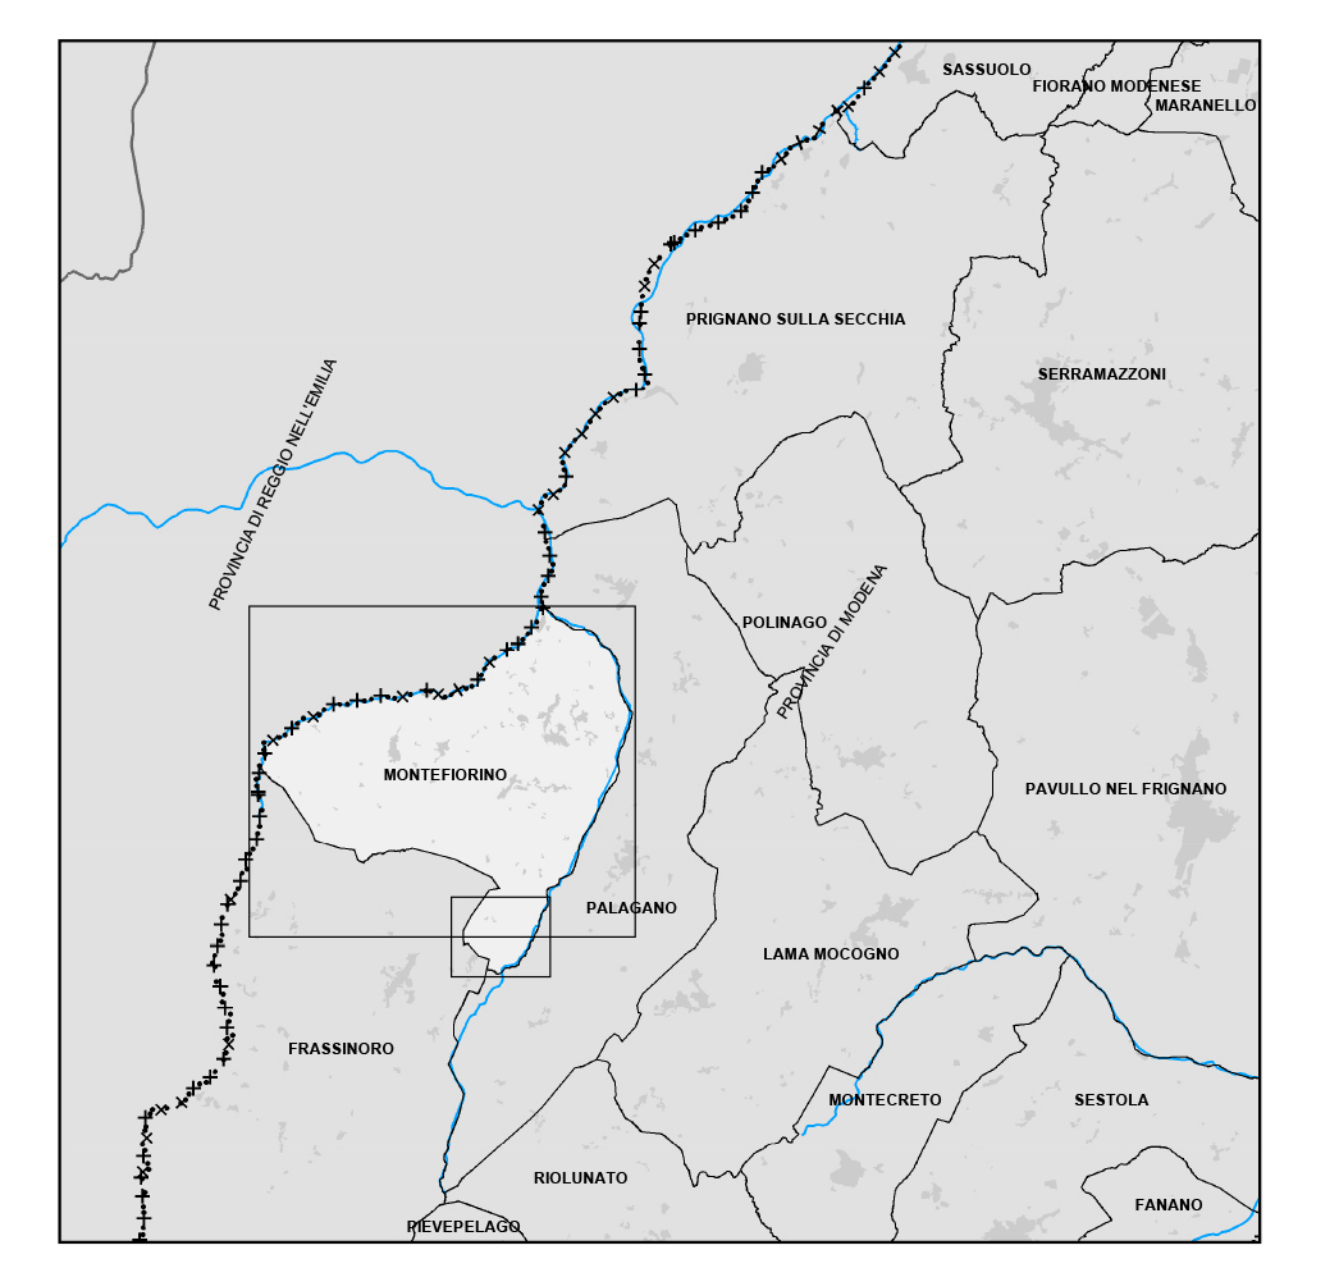 SASSUOLO
FIORANO MODENESE
MARANELLO
PRIGNANO SULLA SECCHIA
SERRAMAZZONI
PROVINCIA DI REGGIO NELL'EMILIA
POLINAGO
PROVINCIA DI MODENA
MONTEFIORINO
PAVULLO NEL FRIGNANO
PALAGANO
LAMA MOCOGNO
FRASSINORO
MONTECRETO
SESTOLA
RIOLUNATO
FANANO
PIEVEPELAGO